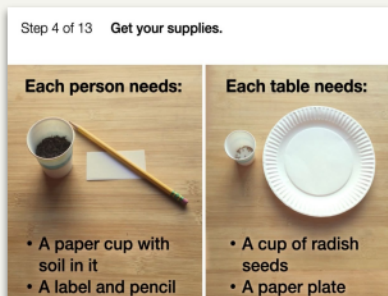 Step 4 of 13 Get your supplies.
Each person needs:
• A paper cup with
soil in it
• A label and pencil
Each table needs:
• A cup of radish
seeds
• A paper plate